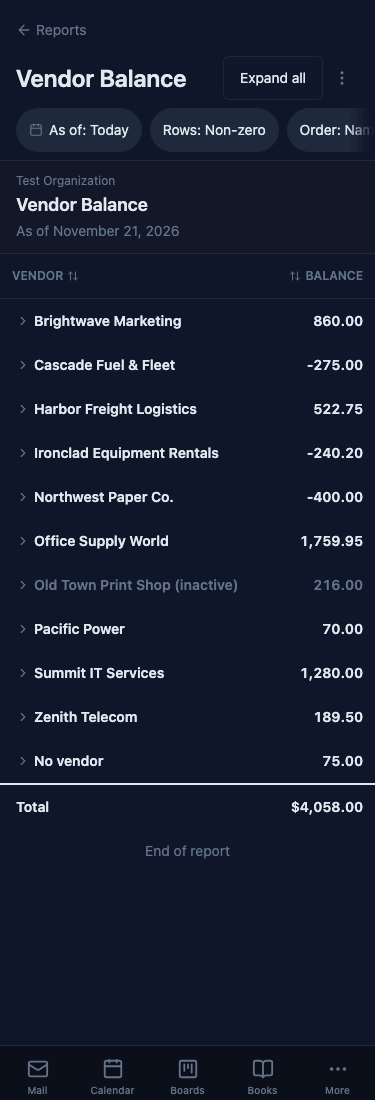 Reports
Vendor Balance
Expand all
As of: Today
Rows: Non-zero
Order: Nam
Test Organization
Vendor Balance
As of November 21, 2026
VENDOR
BALANCE
Brightwave Marketing 860.00
Cascade Fuel & Fleet -275.00
Harbor Freight Logistics 522.75
Ironclad Equipment Rentals -240.20
Northwest Paper Co. -400.00
Office Supply World 1,759.95
Old Town Print Shop (inactive) 216.00
Pacific Power 70.00
Summit IT Services 1,280.00
Zenith Telecom 189.50
No vendor 75.00
Total $4,058.00
End of report
Mail
Calendar
Boards
Books
More